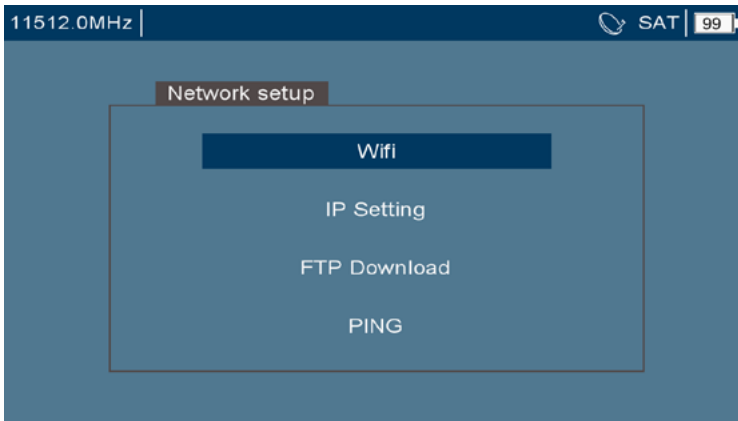 11512.0MHz SAT 99
Network setup
Wifi
IP Setting
FTP Download
PING